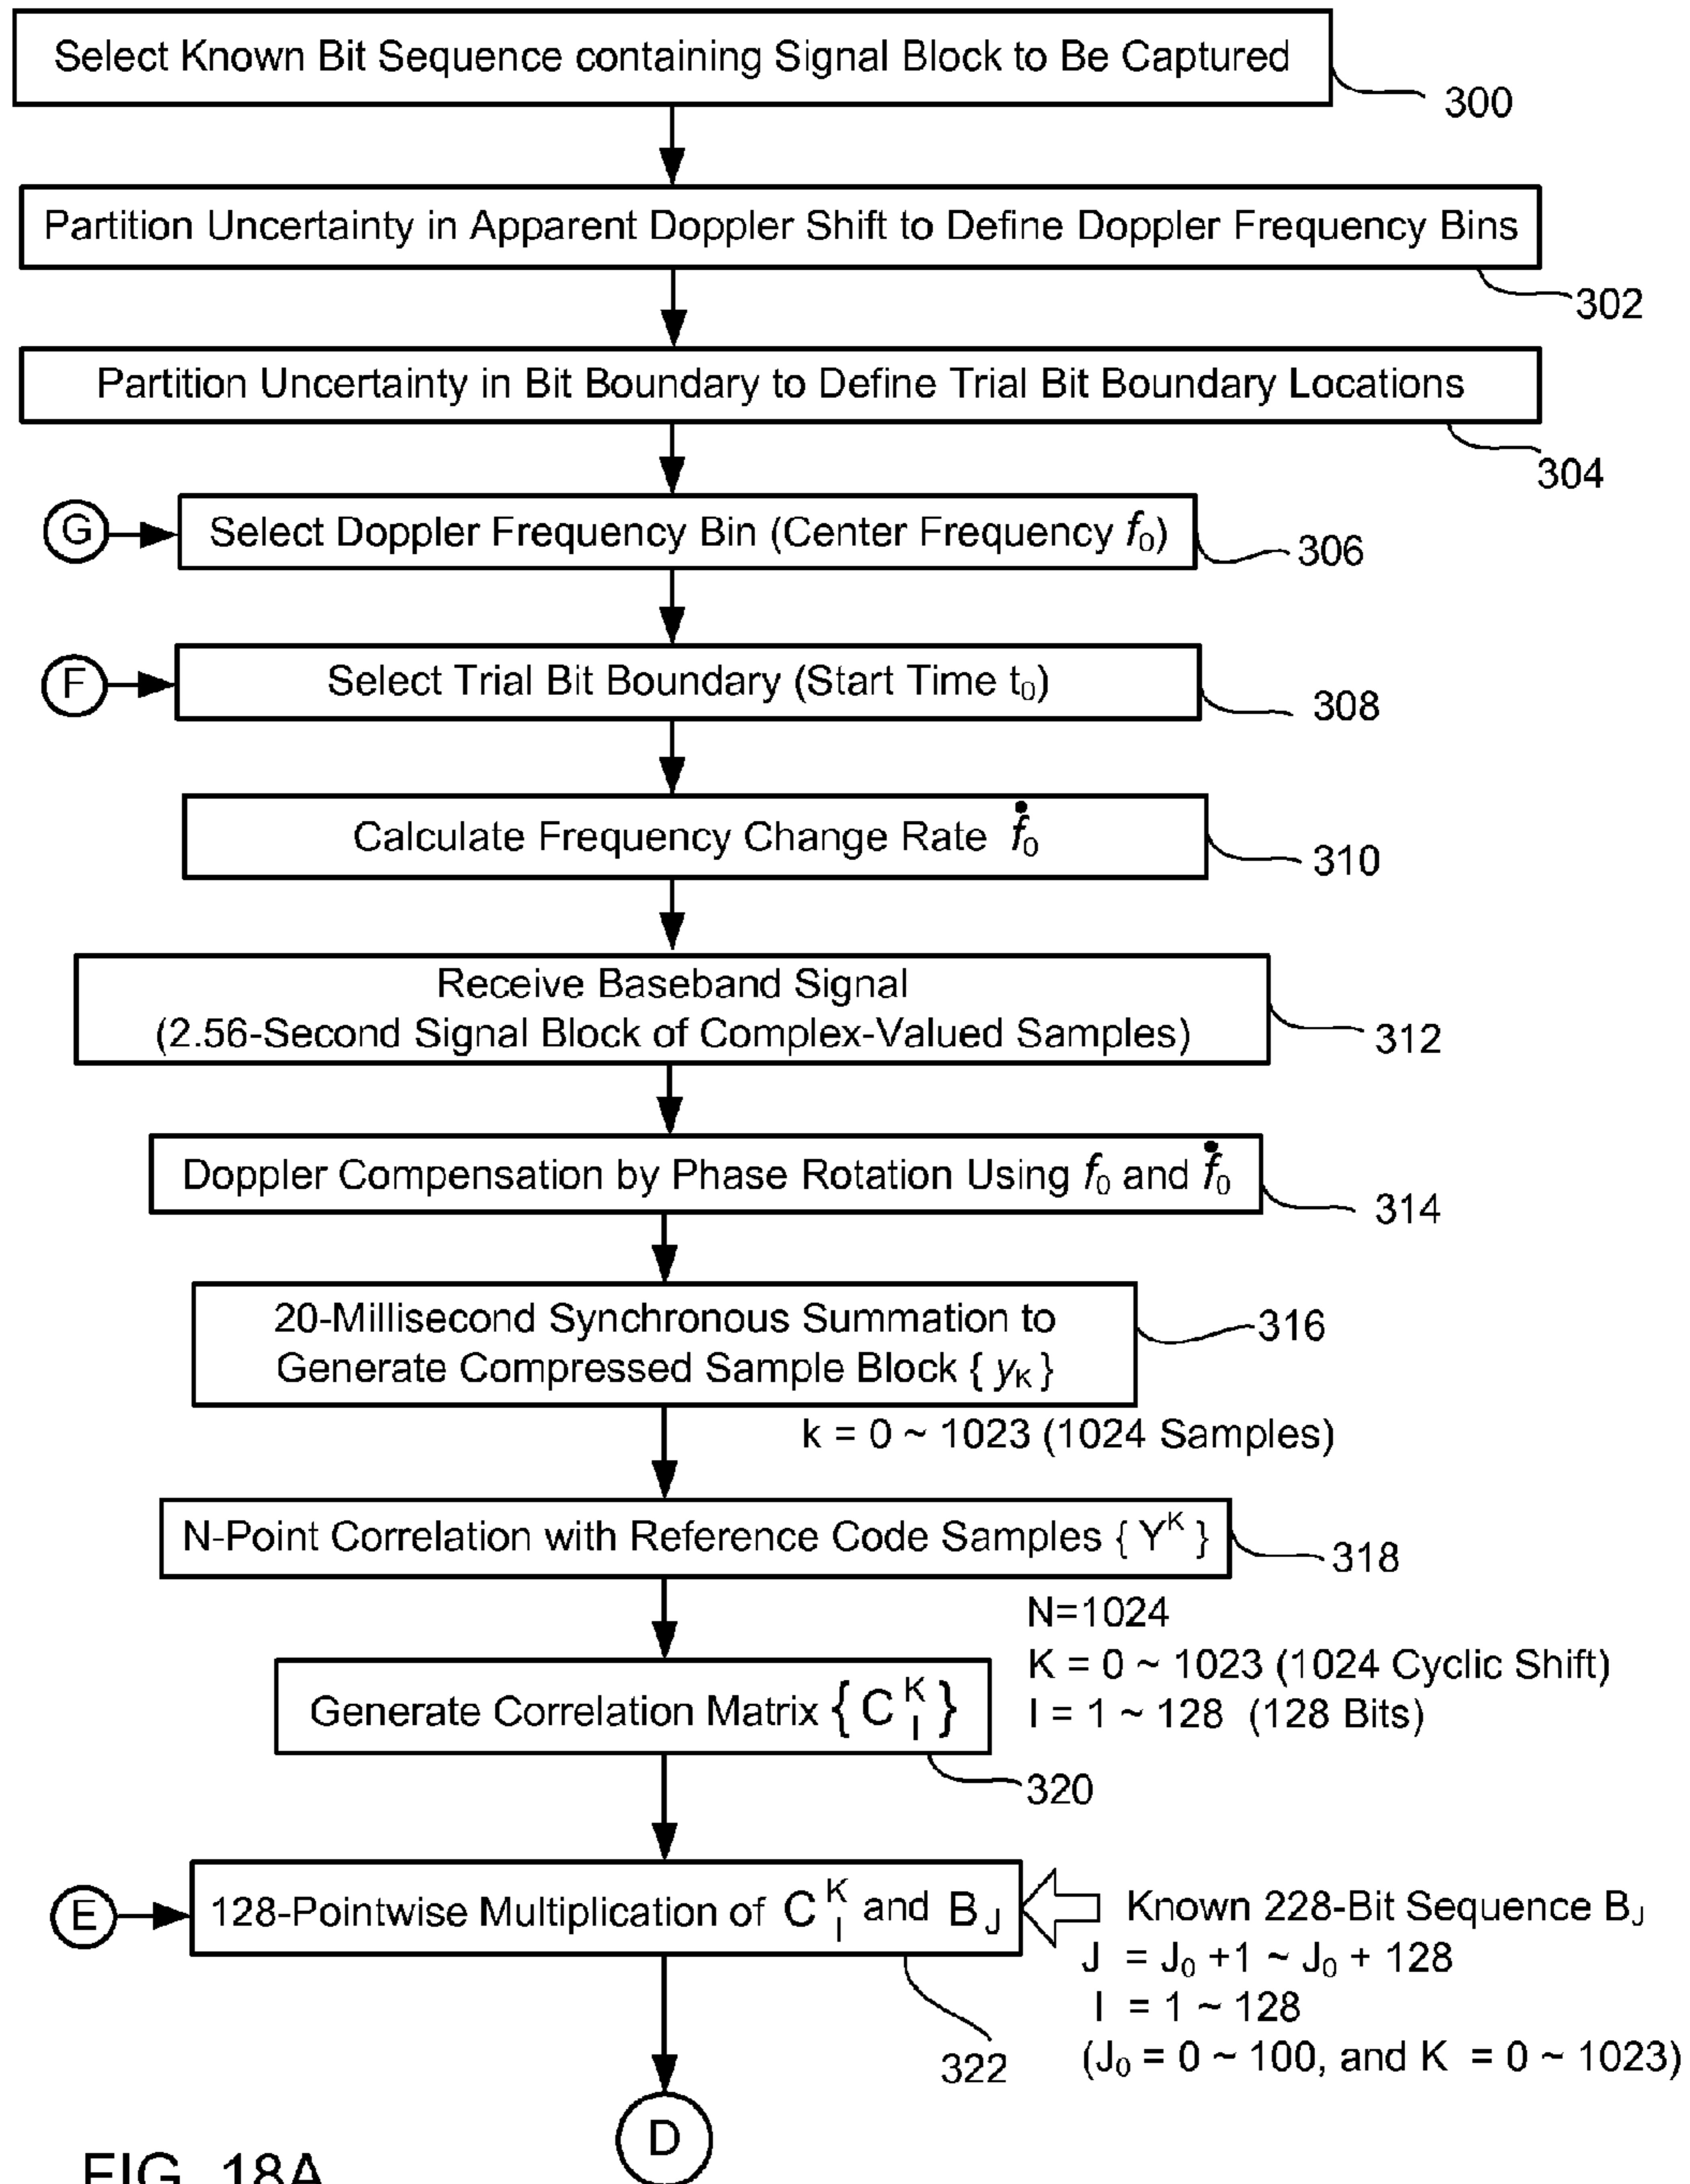 Select Known Bit Sequence containing Signal Block to Be Captured
300
Partition Uncertainty in Apparent Doppler Shift to Define Doppler Frequency Bins
302
Partition Uncertainty in Bit Boundary to Define Trial Bit Boundary Locations
304
G
Select Doppler Frequency Bin (Center Frequency f₀)
306
F
Select Trial Bit Boundary (Start Time t₀)
308
Calculate Frequency Change Rate ḟ₀
310
Receive Baseband Signal
(2.56-Second Signal Block of Complex-Valued Samples)
312
Doppler Compensation by Phase Rotation Using f₀ and ḟ₀
314
20-Millisecond Synchronous Summation to
Generate Compressed Sample Block { y_K }
316
k = 0 ~ 1023 (1024 Samples)
N-Point Correlation with Reference Code Samples { Y^K }
318
N=1024
K = 0 ~ 1023 (1024 Cyclic Shift)
I = 1 ~ 128 (128 Bits)
Generate Correlation Matrix { C_I^K }
320
E
128-Pointwise Multiplication of C_I^K and B_J
322
Known 228-Bit Sequence B_J
J = J₀ +1 ~ J₀ + 128
I = 1 ~ 128
(J₀ = 0 ~ 100, and K = 0 ~ 1023)
D
FIG. 18A